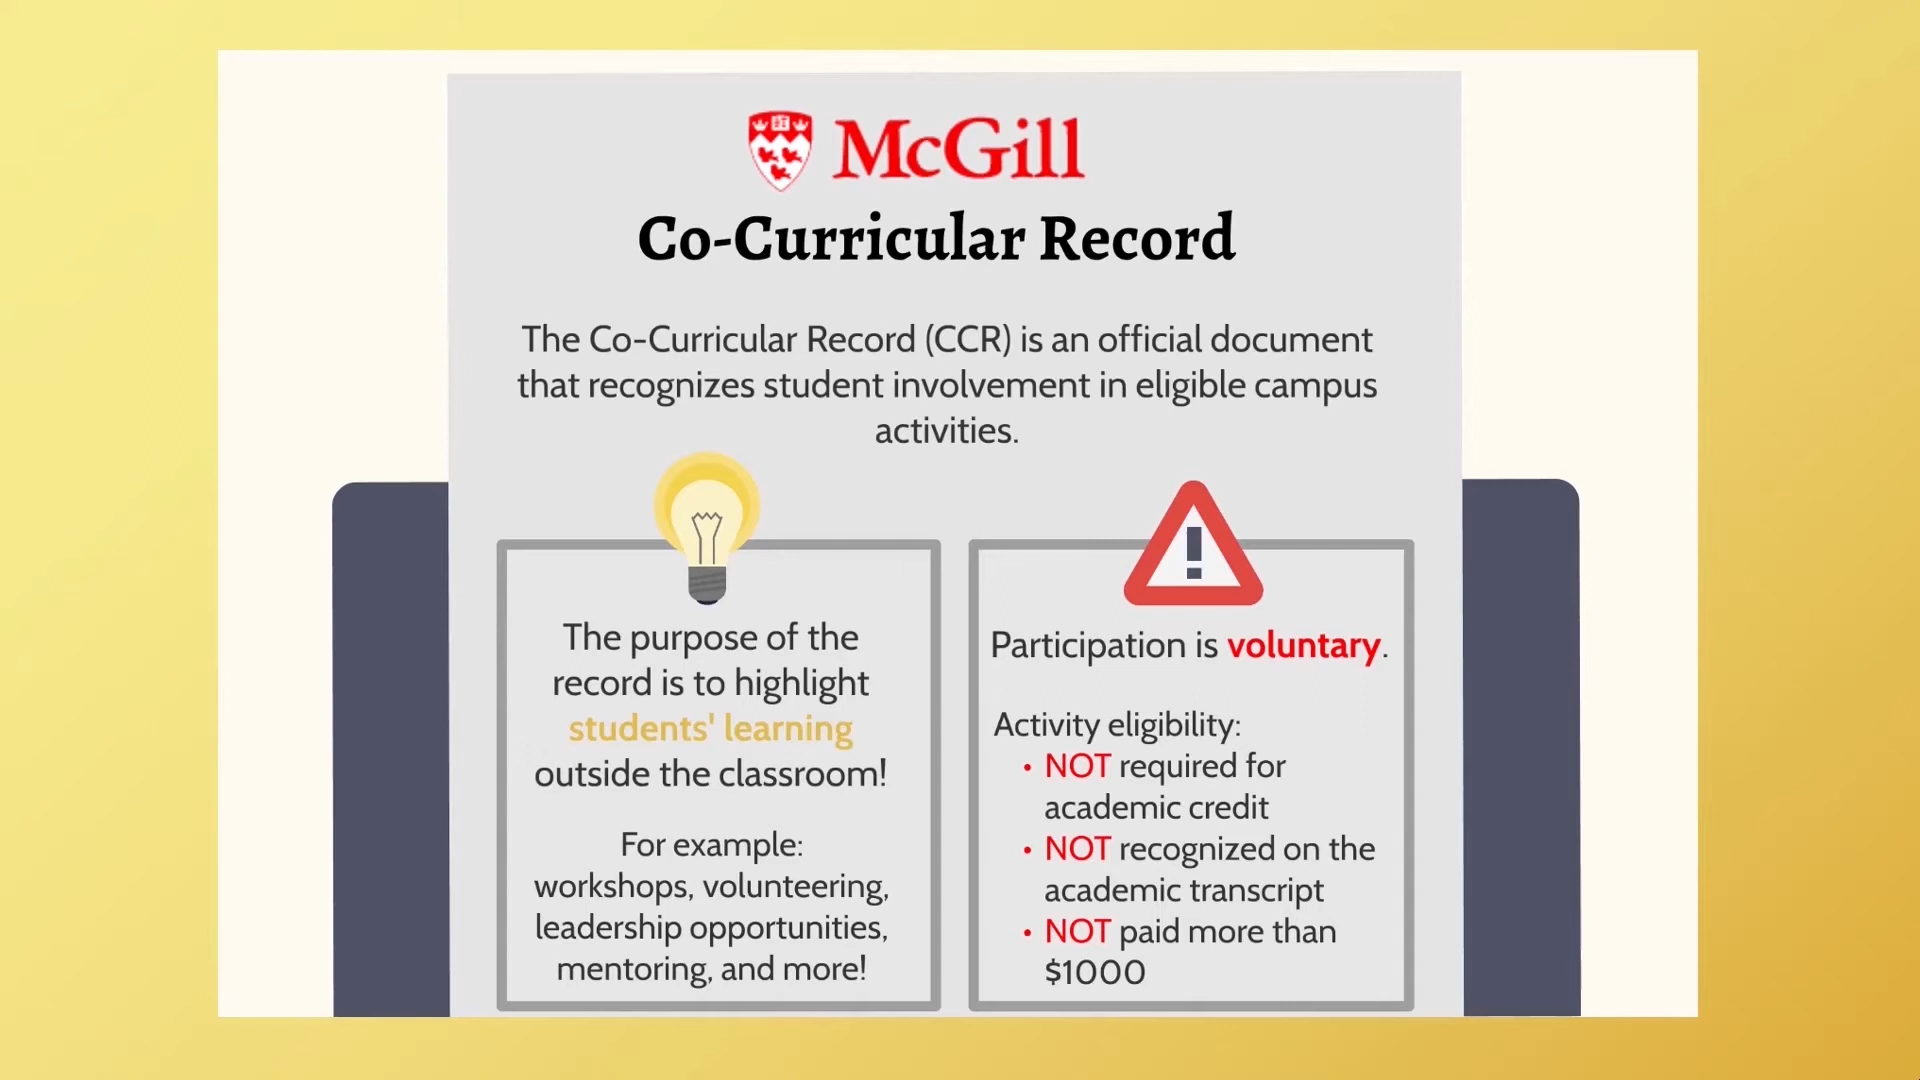 McGill
Co-Curricular Record
The Co-Curricular Record (CCR) is an official document
that recognizes student involvement in eligible campus
activities.
The purpose of the
record is to highlight
students' learning
outside the classroom!
For example:
workshops, volunteering,
leadership opportunities,
mentoring, and more!
Participation is voluntary.
Activity eligibility:
• NOT required for
academic credit
• NOT recognized on the
academic transcript
• NOT paid more than
$1000